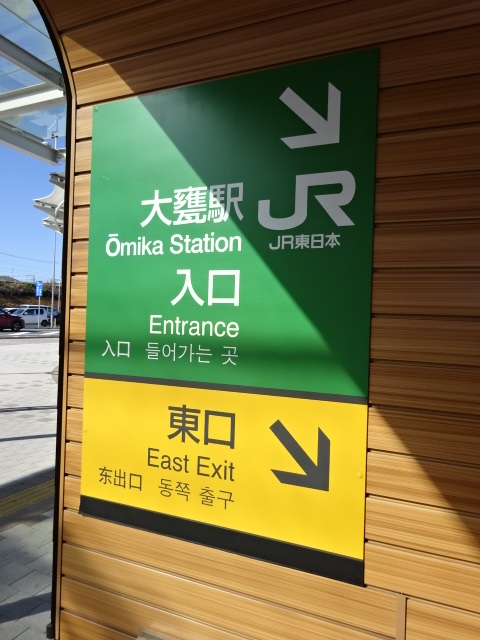 大甕駅
Ōmika Station
JR
JR東日本
入口
Entrance
入口 들어가는 곳
東口
East Exit
东出口 동쪽 출구